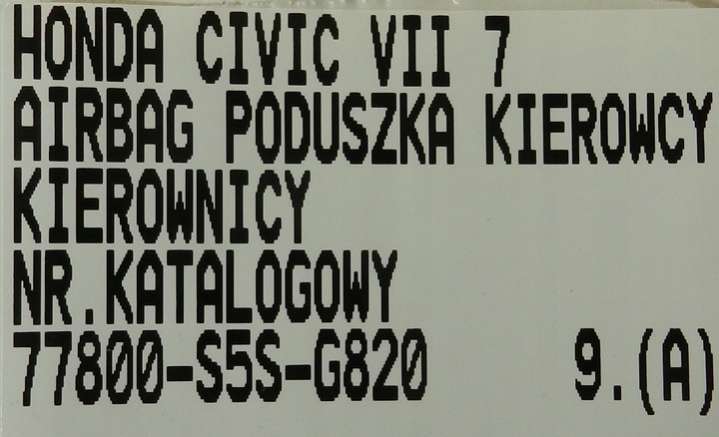 HONDA CIVIC VII 7
AIRBAG PODUSZKA KIEROWCY
KIEROWNICY
NR.KATALOGOWY
77800-S5S-G820 9.(A)